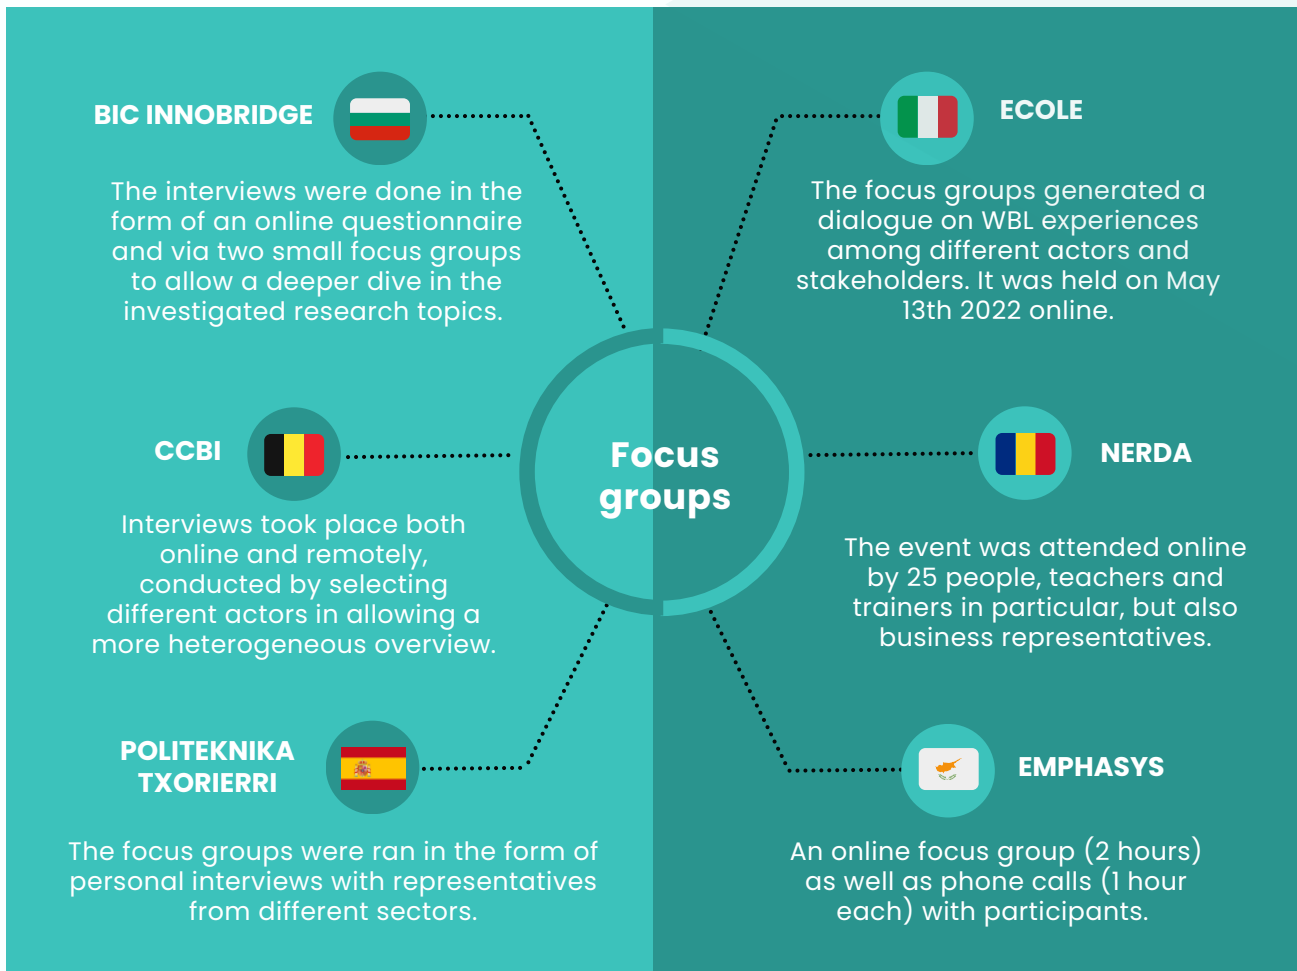 BIC INNOBRIDGE
The interviews were done in the
form of an online questionnaire
and via two small focus groups
to allow a deeper dive in the
investigated research topics.
CCBI
Interviews took place both
online and remotely,
conducted by selecting
different actors in allowing a
more heterogeneous overview.
POLITEKNIKA
TXORIERRI
The focus groups were ran in the form of
personal interviews with representatives
from different sectors.
Focus
groups
ECOLE
The focus groups generated a
dialogue on WBL experiences
among different actors and
stakeholders. It was held on May
13th 2022 online.
NERDA
The event was attended online
by 25 people, teachers and
trainers in particular, but also
business representatives.
EMPHASYS
An online focus group (2 hours)
as well as phone calls (1 hour
each) with participants.